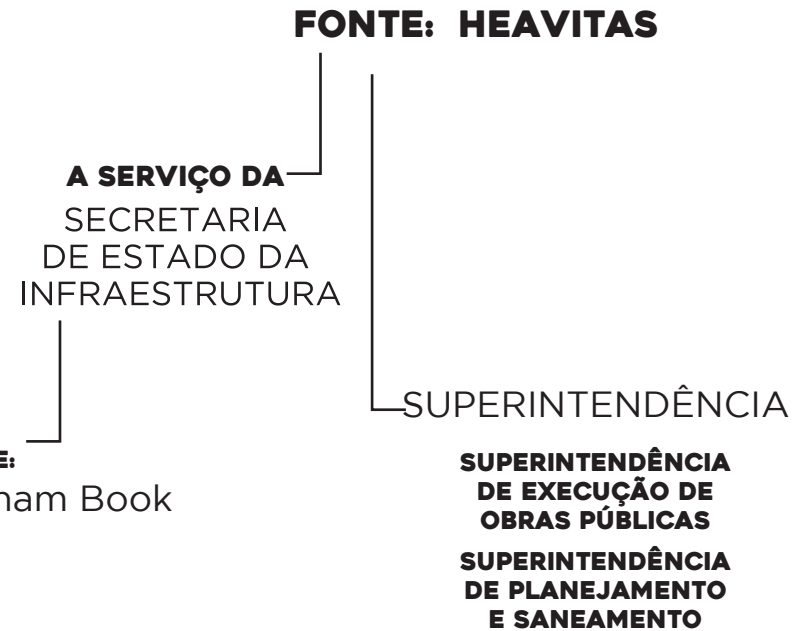 FONTE: HEAVITAS
A SERVIÇO DA
SECRETARIA
DE ESTADO DA
INFRAESTRUTURA
SUPERINTENDÊNCIA
SUPERINTENDÊNCIA
DE EXECUÇÃO DE
OBRAS PÚBLICAS
SUPERINTENDÊNCIA
DE PLANEJAMENTO
E SANEAMENTO
Book